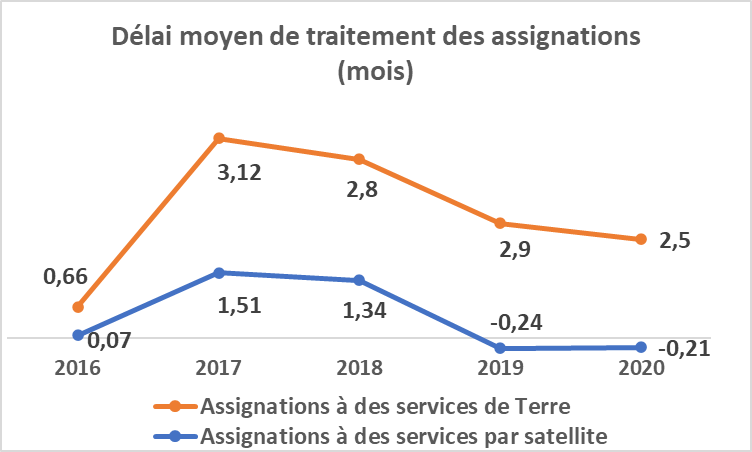 Délai moyen de traitement des assignations
(mois)
3,12
2,8
0,66
2,9
2,5
1,51
1,34
-0,24
0,07
-0,21
2016 2017 2018 2019 2020
Assignations à des services de Terre
Assignations à des services par satellite